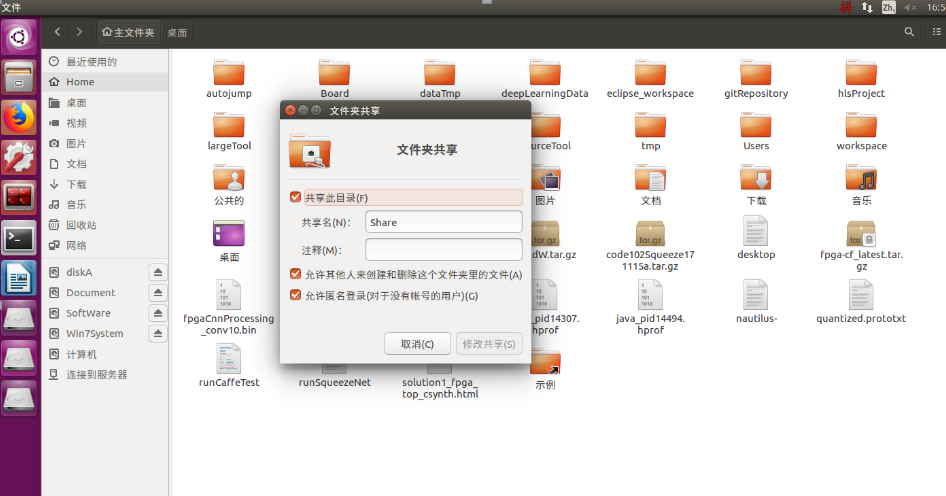 文件
Zh,
16:5
主文件夹
桌面
最近使用的
Home
桌面
视频
图片
文档
下载
音乐
回收站
网络
diskA
Document
SoftWare
Win7System
计算机
连接到服务器
autojump
Board
dataTmp
deepLearningData
eclipse_workspace
gitRepository
hlsProject
largeTool
urceTool
tmp
Users
workspace
公共的
图片
文档
下载
音乐
桌面
dW.tar.gz
code102Squeeze17
1115a.tar.gz
desktop
fpga-cf_latest.tar.
gz
fpgaCnnProcessing
_conv10.bin
_pid14307.
hprof
java_pid14494.
hprof
nautilus-
quantized.prototxt
runCaffeTest
runSqueezeNet
solution1_fpga_
top_csynth.html
示例
文件夹共享
文件夹共享
共享此目录(F)
共享名(N):
Share
注释(M):
允许其他人来创建和删除这个文件夹里的文件(A)
允许匿名登录(对于没有帐号的用户)(G)
取消(C)
修改共享(S)